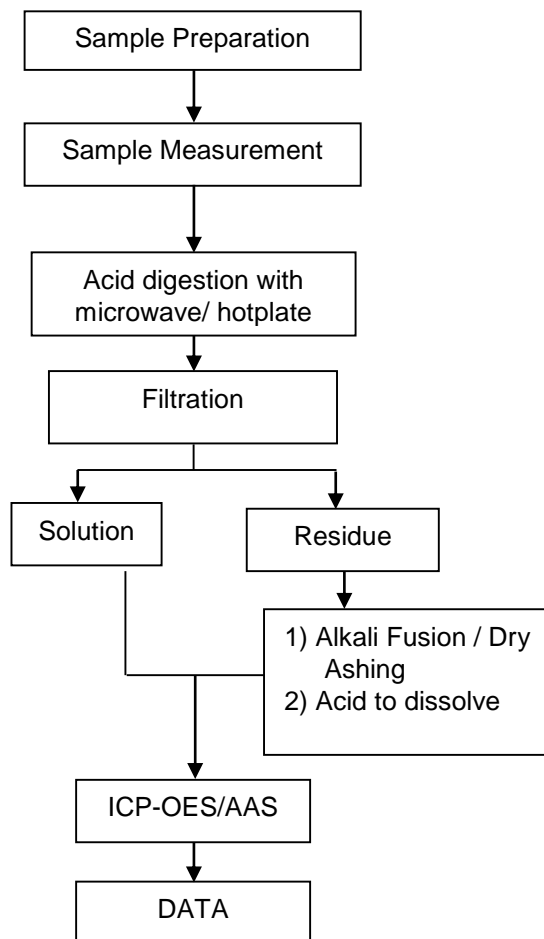 Sample Preparation
Sample Measurement
Acid digestion with
microwave/ hotplate
Filtration
Solution
Residue
1) Alkali Fusion / Dry
Ashing
2) Acid to dissolve
ICP-OES/AAS
DATA